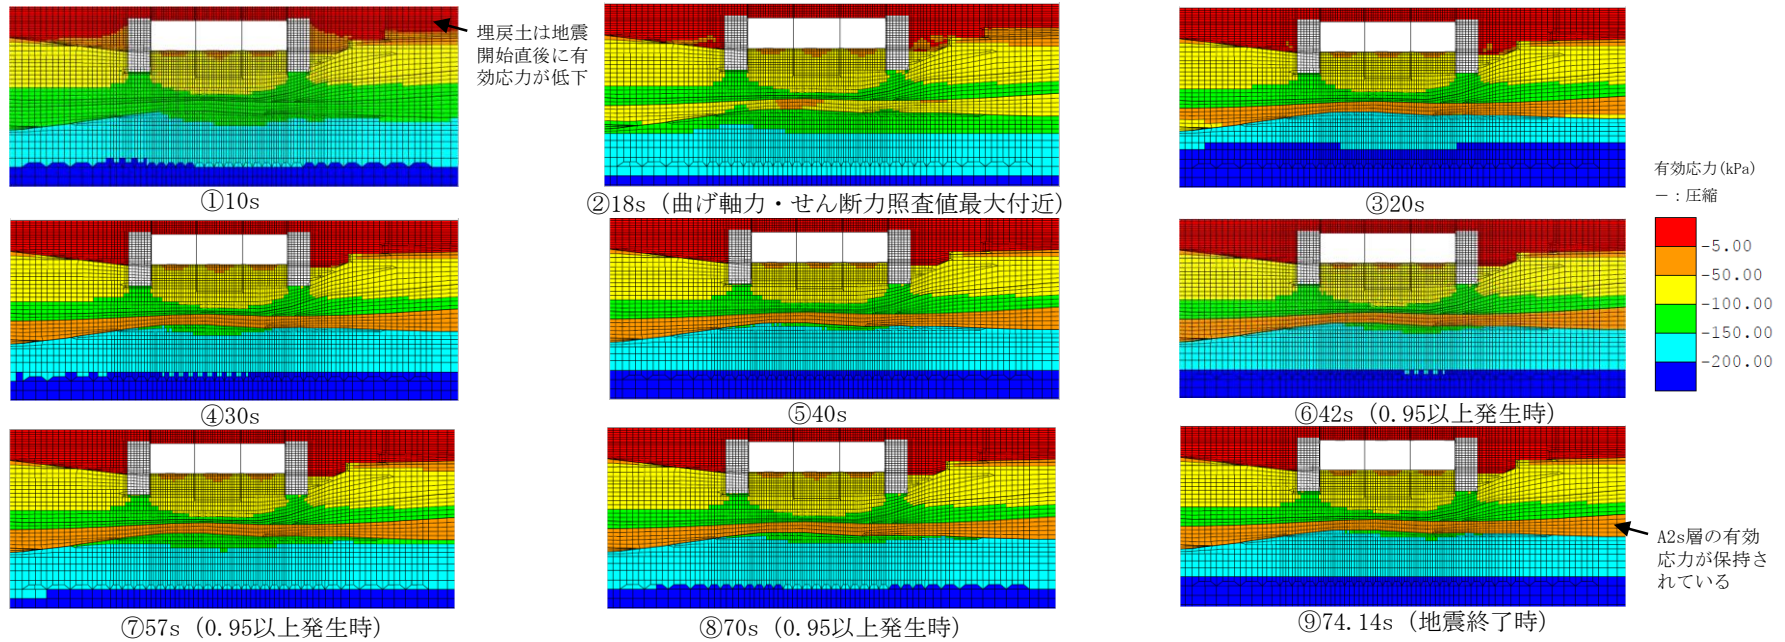 埋戻土は地震
開始直後に有
効応力が低下
①10s
②18s（曲げ軸力・せん断力照査値最大付近）
③20s
有効応力(kPa)
－：圧縮
-5.00
-50.00
-100.00
-150.00
-200.00
④30s
⑤40s
⑥42s（0.95以上発生時）
A2s層の有効
応力が保持さ
れている
⑦57s（0.95以上発生時）
⑧70s（0.95以上発生時）
⑨74.14s（地震終了時）